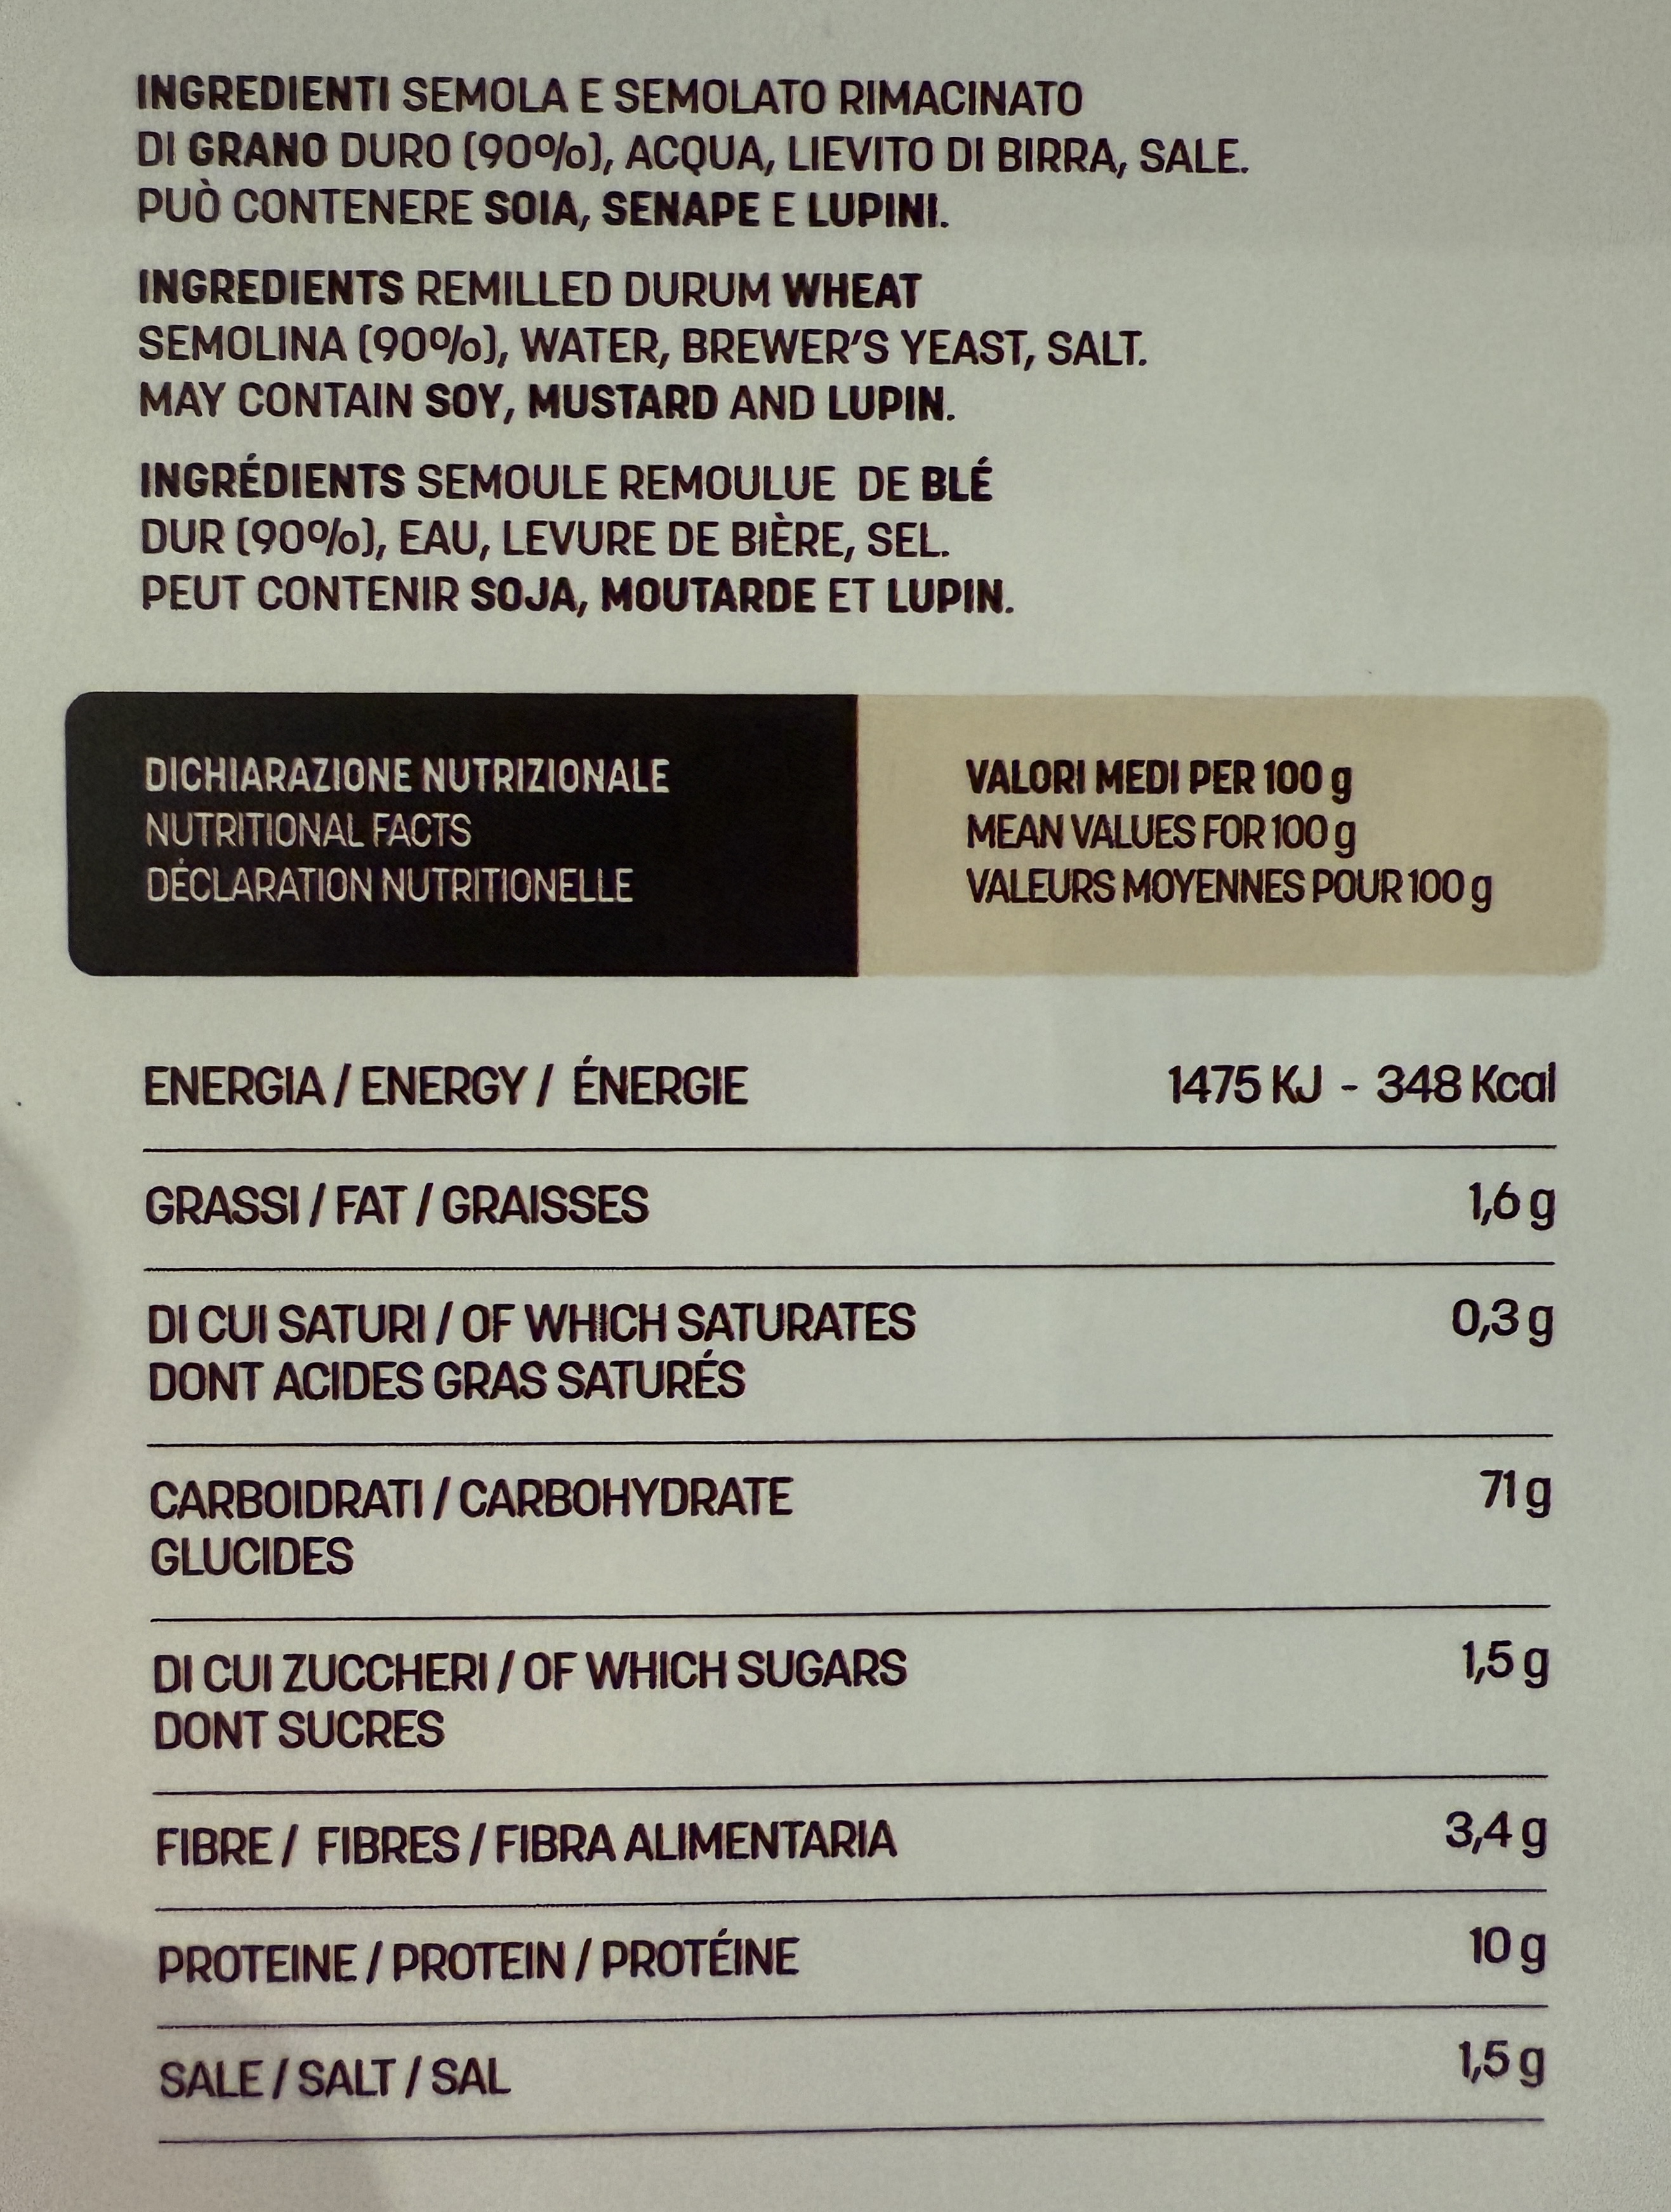 INGREDIENTI SEMOLA E SEMOLATO RIMACINATO
DI GRANO DURO (90%), ACQUA, LIEVITO DI BIRRA, SALE.
PUÒ CONTENERE SOIA, SENAPE E LUPINI.
INGREDIENTS REMILLED DURUM WHEAT
SEMOLINA (90%), WATER, BREWER'S YEAST, SALT.
MAY CONTAIN SOY, MUSTARD AND LUPIN.
INGRÉDIENTS SEMOULE REMOULUE DE BLÉ
DUR (90%), EAU, LEVURE DE BIÈRE, SEL.
PEUT CONTENIR SOJA, MOUTARDE ET LUPIN.
DICHIARAZIONE NUTRIZIONALE
NUTRITIONAL FACTS
DÉCLARATION NUTRITIONELLE
VALORI MEDI PER 100 g
MEAN VALUES FOR 100 g
VALEURS MOYENNES POUR 100 g
ENERGIA / ENERGY / ÉNERGIE 1475 KJ - 348 Kcal
GRASSI / FAT / GRAISSES 1,6 g
DI CUI SATURI / OF WHICH SATURATES 0,3 g
DONT ACIDES GRAS SATURÉS
CARBOIDRATI / CARBOHYDRATE 71 g
GLUCIDES
DI CUI ZUCCHERI / OF WHICH SUGARS 1,5 g
DONT SUCRES
FIBRE / FIBRES / FIBRA ALIMENTARIA 3,4 g
PROTEINE / PROTEIN / PROTÉINE 10 g
SALE / SALT / SAL 1,5 g